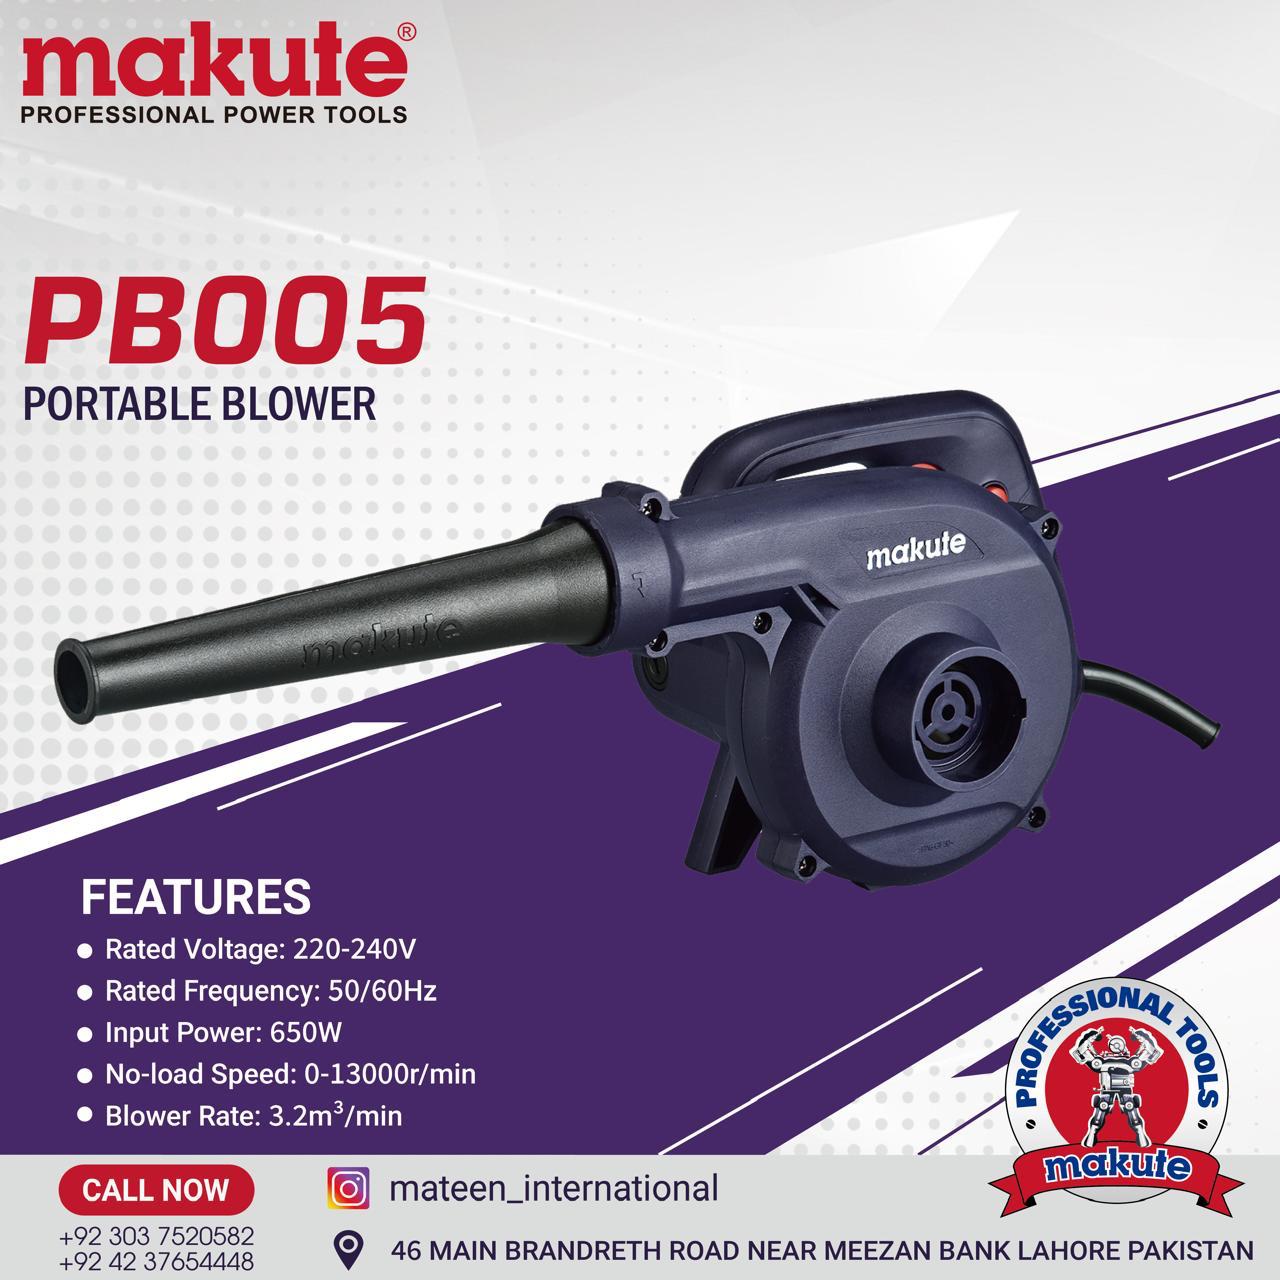 makute®
PROFESSIONAL POWER TOOLS
PB005
PORTABLE BLOWER
makute
makute
FEATURES
● Rated Voltage: 220-240V
● Rated Frequency: 50/60Hz
● Input Power: 650W
● No-load Speed: 0-13000r/min
● Blower Rate: 3.2m³/min
PROFESSIONAL TOOLS
makute
CALL NOW
+92 303 7520582
+92 42 37654448
mateen_international
46 MAIN BRANDRETH ROAD NEAR MEEZAN BANK LAHORE PAKISTAN